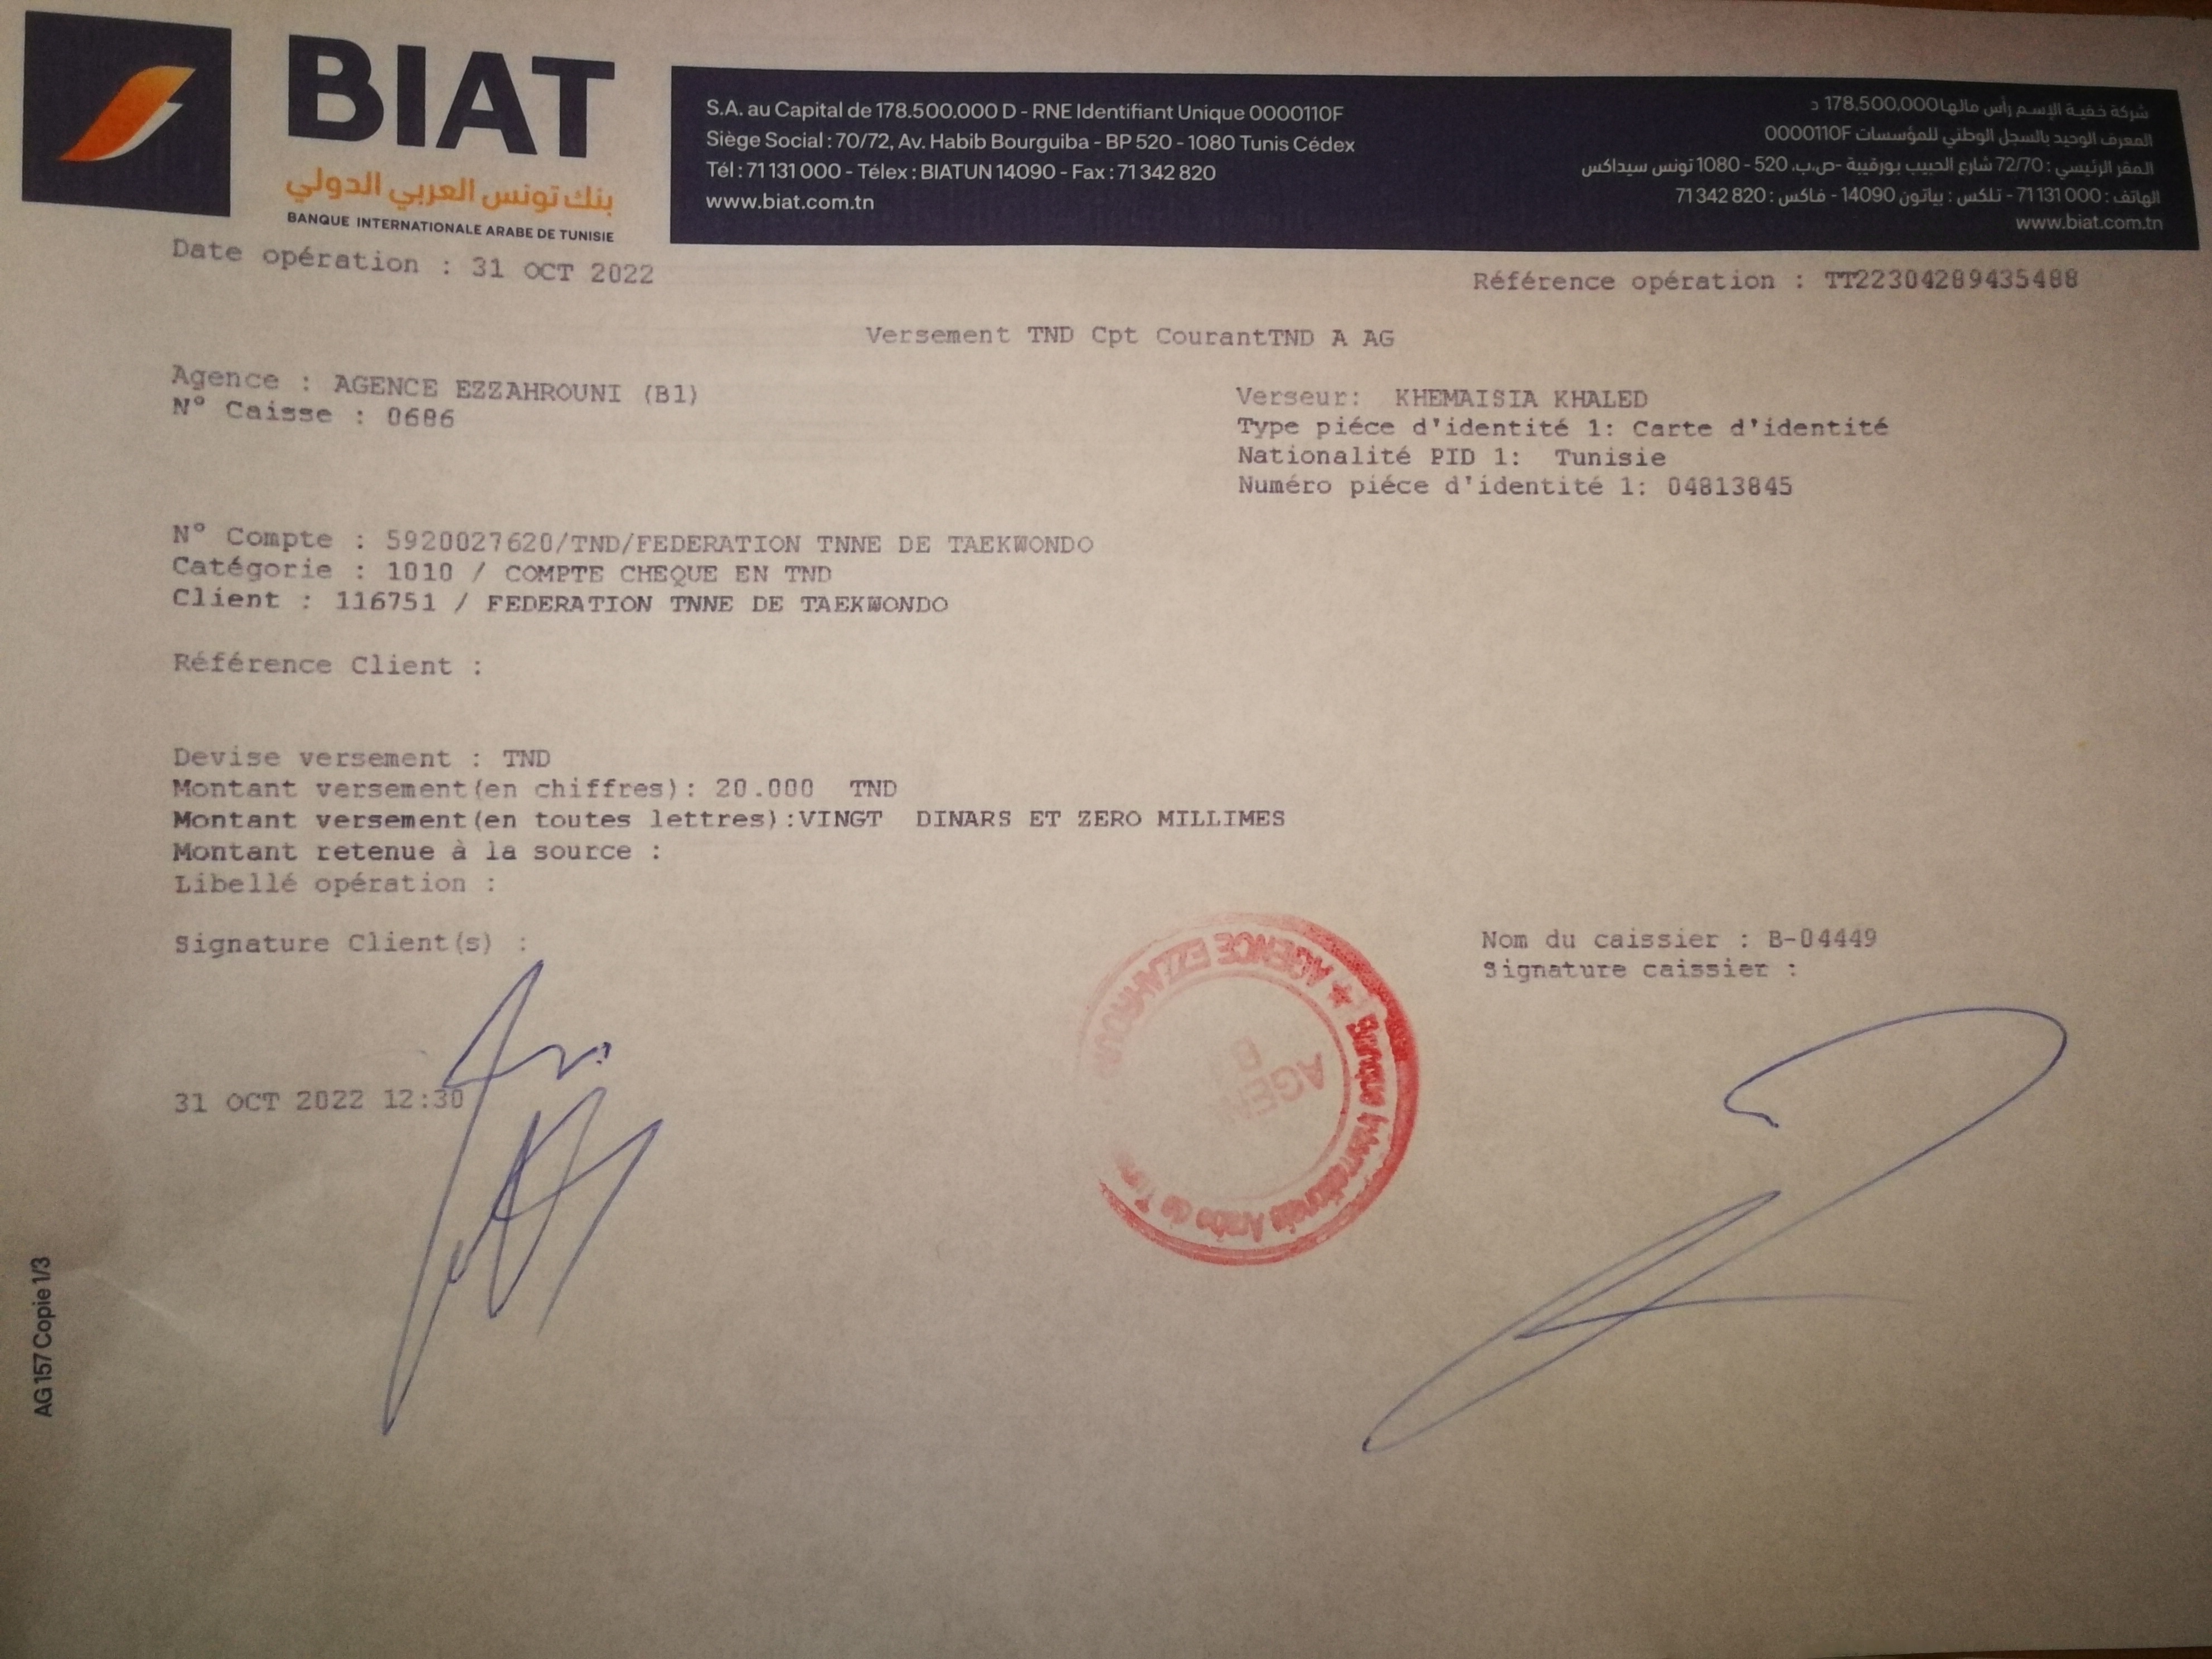 BIAT
بنك تونس العربي الدولي
BANQUE INTERNATIONALE ARABE DE TUNISIE
S.A. au Capital de 178.500.000 D - RNE Identifiant Unique 0000110F
Siège Social : 70/72, Av. Habib Bourguiba - BP 520 - 1080 Tunis Cédex
Tél : 71 131 000 - Télex : BIATUN 14090 - Fax : 71 342 820
www.biat.com.tn
شركة خفية الإسم رأس مالها 178.500.000 د
المعرف الوحيد بالسجل الوطني للمؤسسات 0000110F
المقر الرئيسي : 72/70 شارع الحبيب بورقيبة -ص.ب. 520 - 1080 تونس سيداكس
الهاتف : 71 131 000 - تلكس : بياتون 14090 - فاكس : 71 342 820
www.biat.com.tn
Date opération : 31 OCT 2022
Référence opération : TT22304289435488
Versement TND Cpt CourantTND A AG
Agence : AGENCE EZZAHROUNI (B1)
N° Caisse : 0686
Verseur: KHEMAISIA KHALED
Type piéce d'identité 1: Carte d'identité
Nationalité PID 1: Tunisie
Numéro piéce d'identité 1: 04813845
N° Compte : 5920027620/TND/FEDERATION TNNE DE TAEKWONDO
Catégorie : 1010 / COMPTE CHEQUE EN TND
Client : 116751 / FEDERATION TNNE DE TAEKWONDO
Référence Client :
Devise versement : TND
Montant versement(en chiffres): 20.000 TND
Montant versement(en toutes lettres):VINGT DINARS ET ZERO MILLIMES
Montant retenue à la source :
Libellé opération :
Signature Client(s) :
Nom du caissier : B-04449
Signature caissier :
★ AGENCE EZZAHROUNI
Banque Internationale Arabe de
31 OCT 2022 12:30
AG 157 Copie 1/3